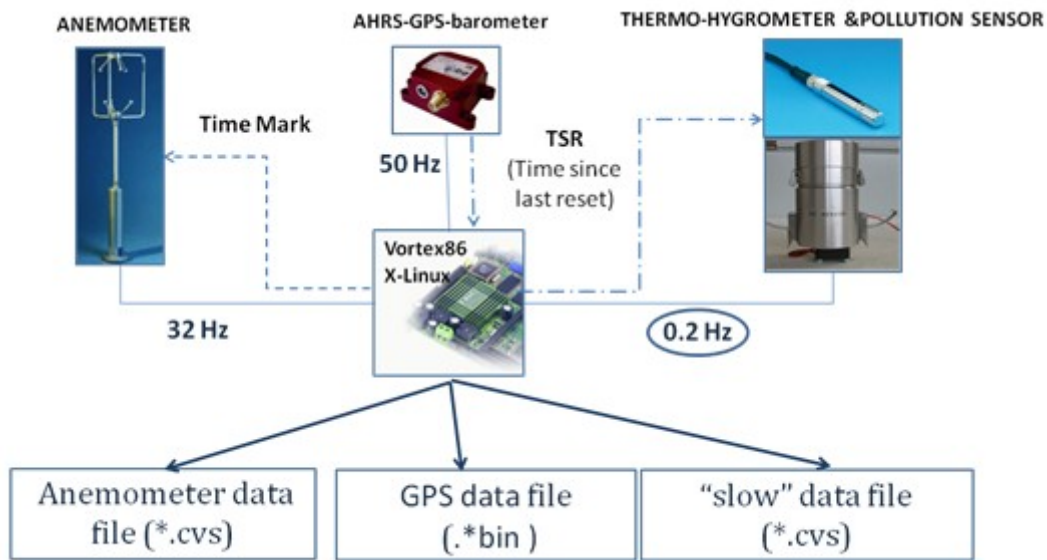 ANEMOMETER
AHRS-GPS-barometer
THERMO-HYGROMETER &POLLUTION SENSOR
Time Mark
50 Hz
TSR
(Time since
last reset)
Vortex86
X-Linux
32 Hz
0.2 Hz
Anemometer data
file (*.cvs)
GPS data file
(.*bin )
“slow” data file
(*.cvs)